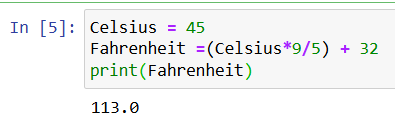 In [5]: Celsius = 45
Fahrenheit =(Celsius*9/5) + 32
print(Fahrenheit)
113.0